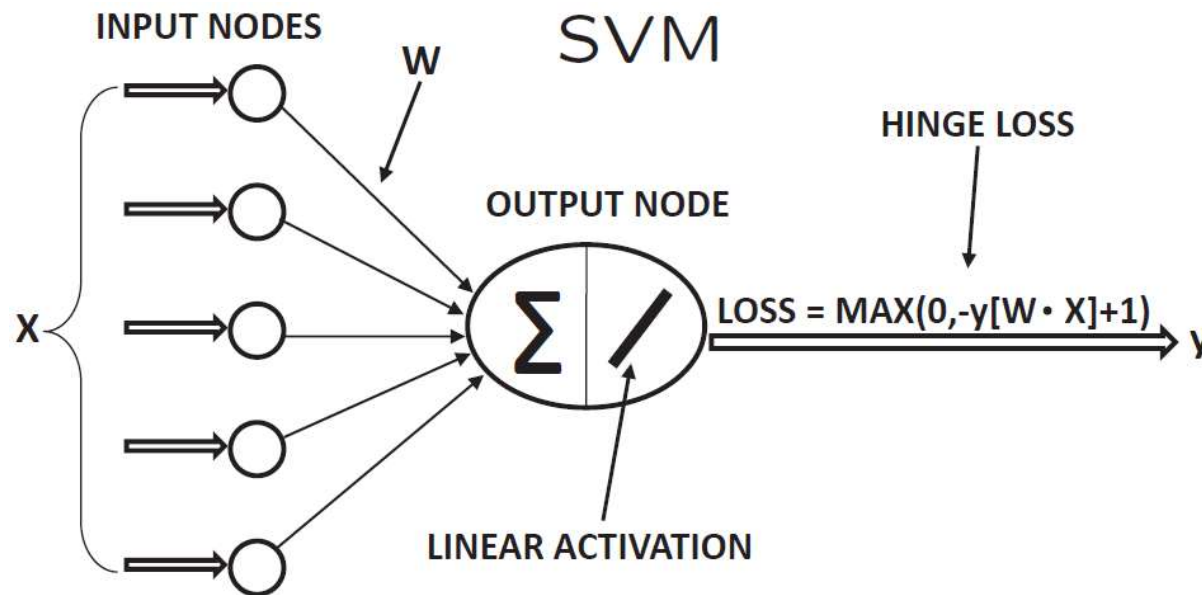 INPUT NODES
SVM
W
HINGE LOSS
OUTPUT NODE
X
∑
LOSS = MAX(0,-y[W · X]+1)
y
LINEAR ACTIVATION